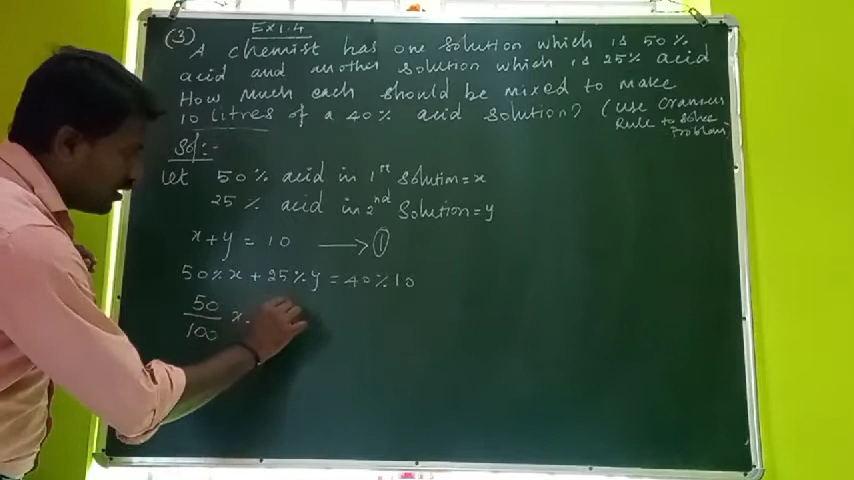 (3) Ex 1.4
A chemist has one solution which is 50%
acid and another solution which is 25% acid
How much each should be mixed to make
10 litres of a 40% acid solution? (Use Cramers
Rule to solve
Problem)
Sol:-
Let 50% acid in 1st solution = x
25% acid in 2nd solution = y
x + y = 10 → ①
50% x + 25% y = 40% 10
50/100 x